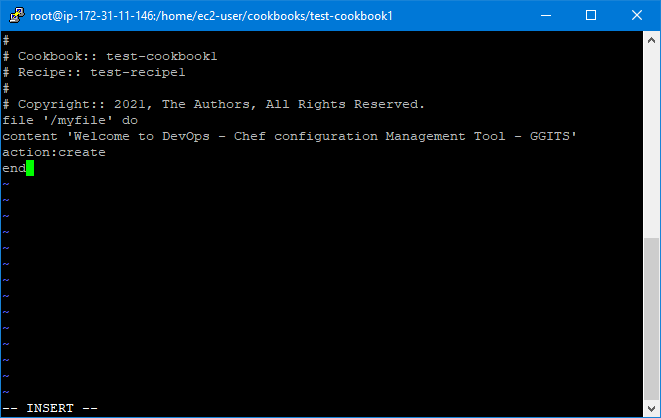 root@ip-172-31-11-146:/home/ec2-user/cookbooks/test-cookbook1
#
# Cookbook:: test-cookbook1
# Recipe:: test-recipe1
#
# Copyright:: 2021, The Authors, All Rights Reserved.
file '/myfile' do
content 'Welcome to DevOps - Chef configuration Management Tool - GGITS'
action:create
end
~
~
~
~
~
~
~
~
~
~
~
~
~
~
-- INSERT --